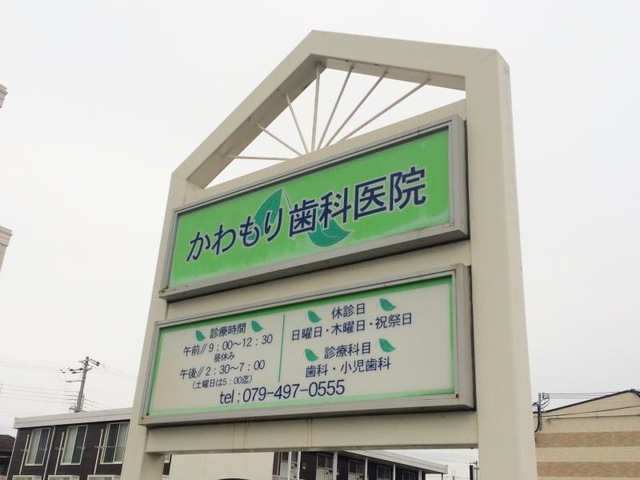 かわもり歯科医院
診療時間
午前//9:00〜12:30
昼休み
午後//2:30〜7:00
(土曜日は5:00迄)
休診日
日曜日・木曜日・祝祭日
診療科目
歯科・小児歯科
tel;079-497-0555